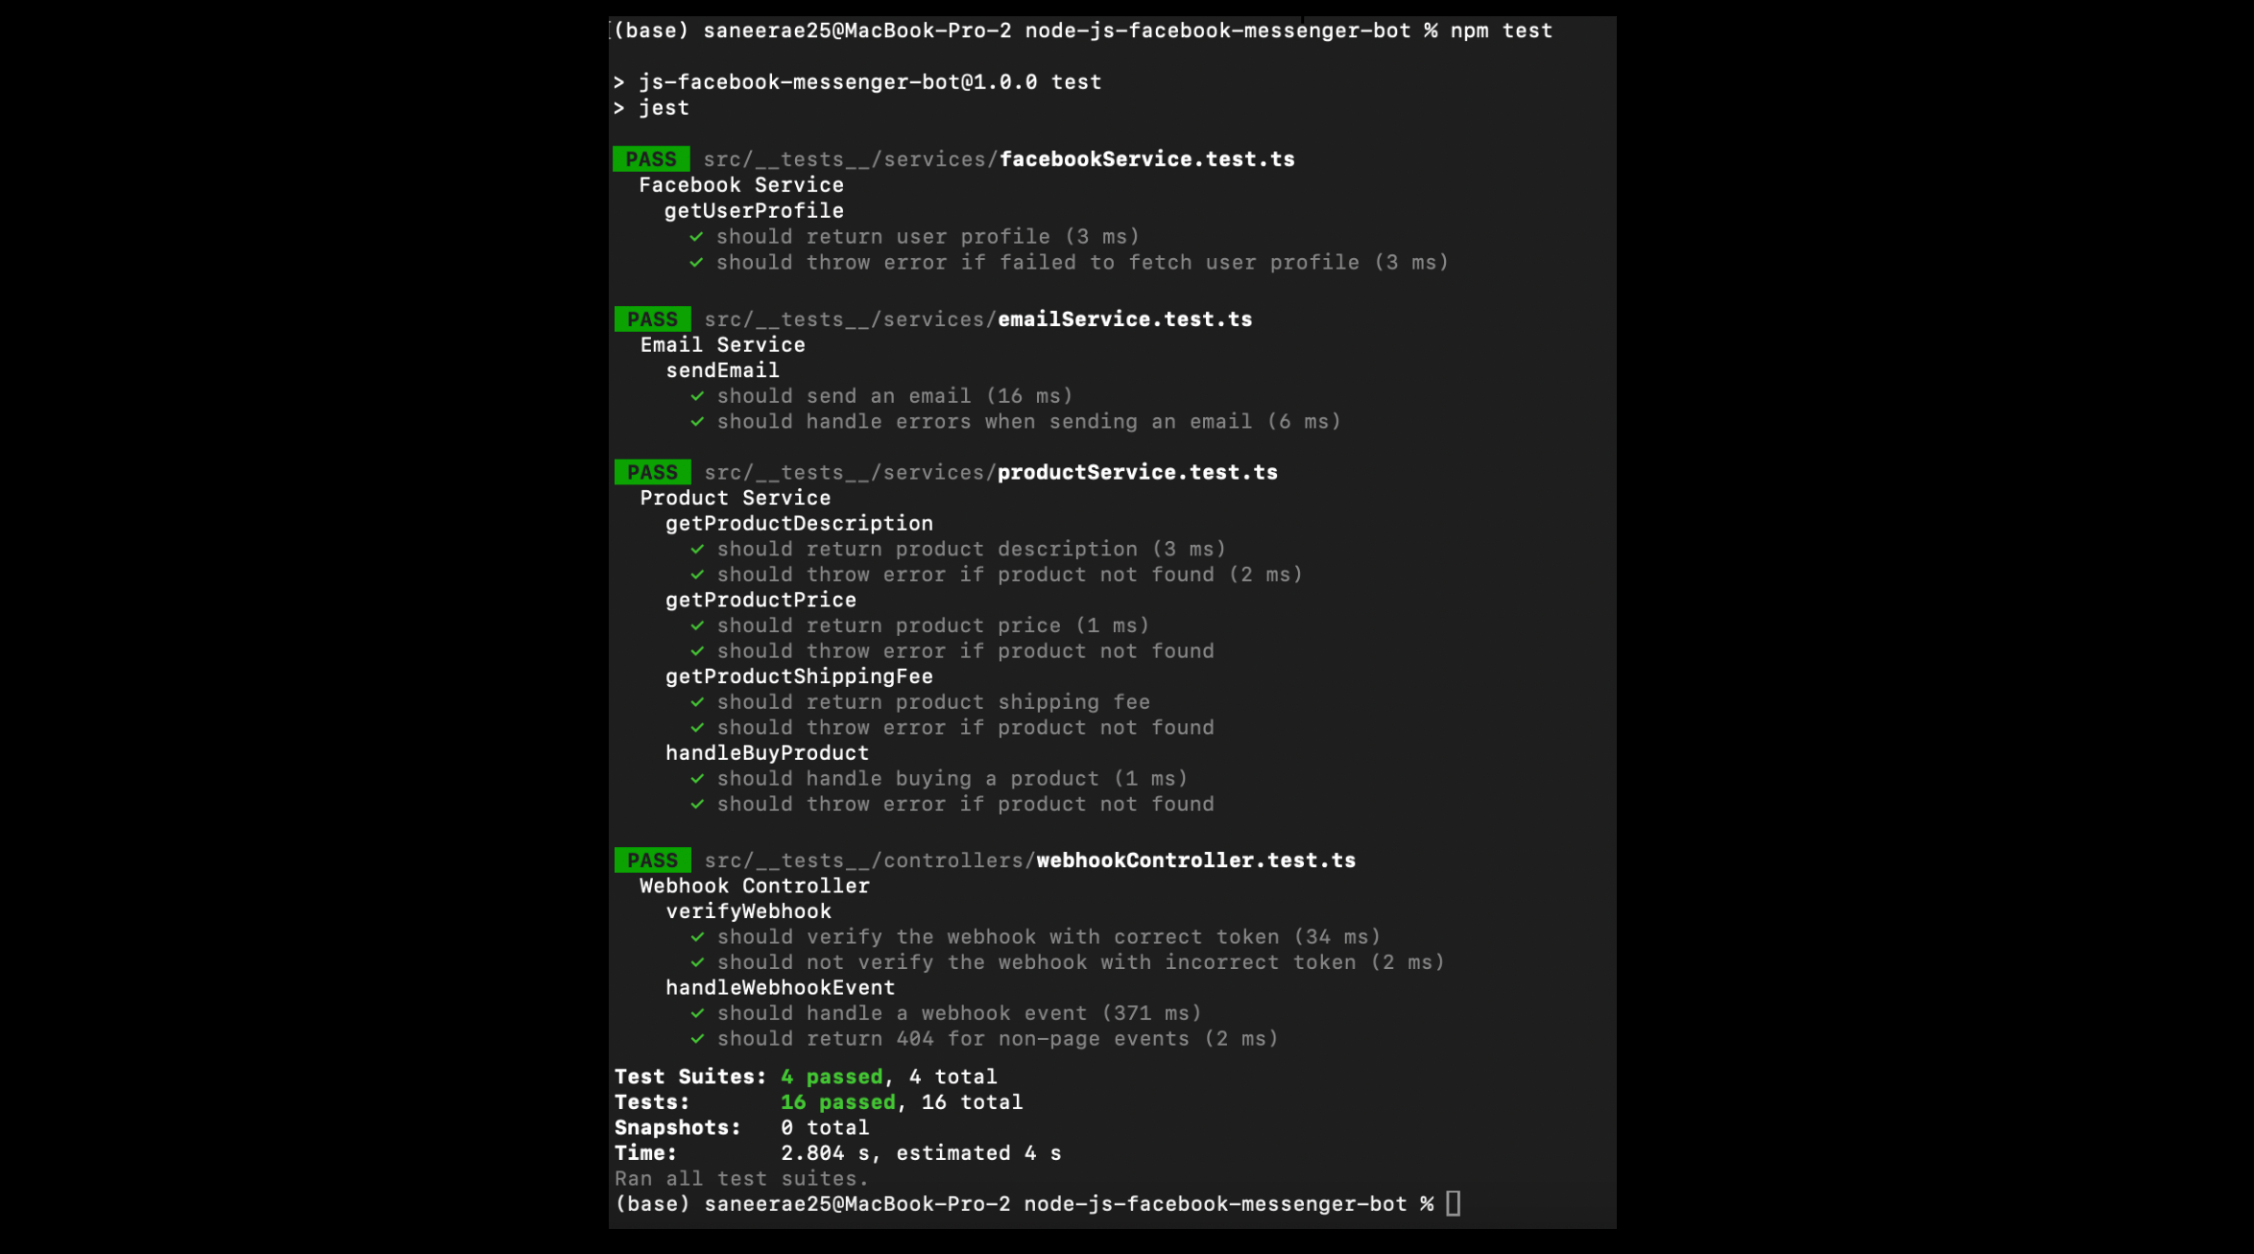 (base) saneerae25@MacBook-Pro-2 node-js-facebook-messenger-bot % npm test
> js-facebook-messenger-bot@1.0.0 test
> jest
PASS src/__tests__/services/facebookService.test.ts
Facebook Service
getUserProfile
✓ should return user profile (3 ms)
✓ should throw error if failed to fetch user profile (3 ms)
PASS src/__tests__/services/emailService.test.ts
Email Service
sendEmail
✓ should send an email (16 ms)
✓ should handle errors when sending an email (6 ms)
PASS src/__tests__/services/productService.test.ts
Product Service
getProductDescription
✓ should return product description (3 ms)
✓ should throw error if product not found (2 ms)
getProductPrice
✓ should return product price (1 ms)
✓ should throw error if product not found
getProductShippingFee
✓ should return product shipping fee
✓ should throw error if product not found
handleBuyProduct
✓ should handle buying a product (1 ms)
✓ should throw error if product not found
PASS src/__tests__/controllers/webhookController.test.ts
Webhook Controller
verifyWebhook
✓ should verify the webhook with correct token (34 ms)
✓ should not verify the webhook with incorrect token (2 ms)
handleWebhookEvent
✓ should handle a webhook event (371 ms)
✓ should return 404 for non-page events (2 ms)
Test Suites: 4 passed, 4 total
Tests: 16 passed, 16 total
Snapshots: 0 total
Time: 2.804 s, estimated 4 s
Ran all test suites.
(base) saneerae25@MacBook-Pro-2 node-js-facebook-messenger-bot %